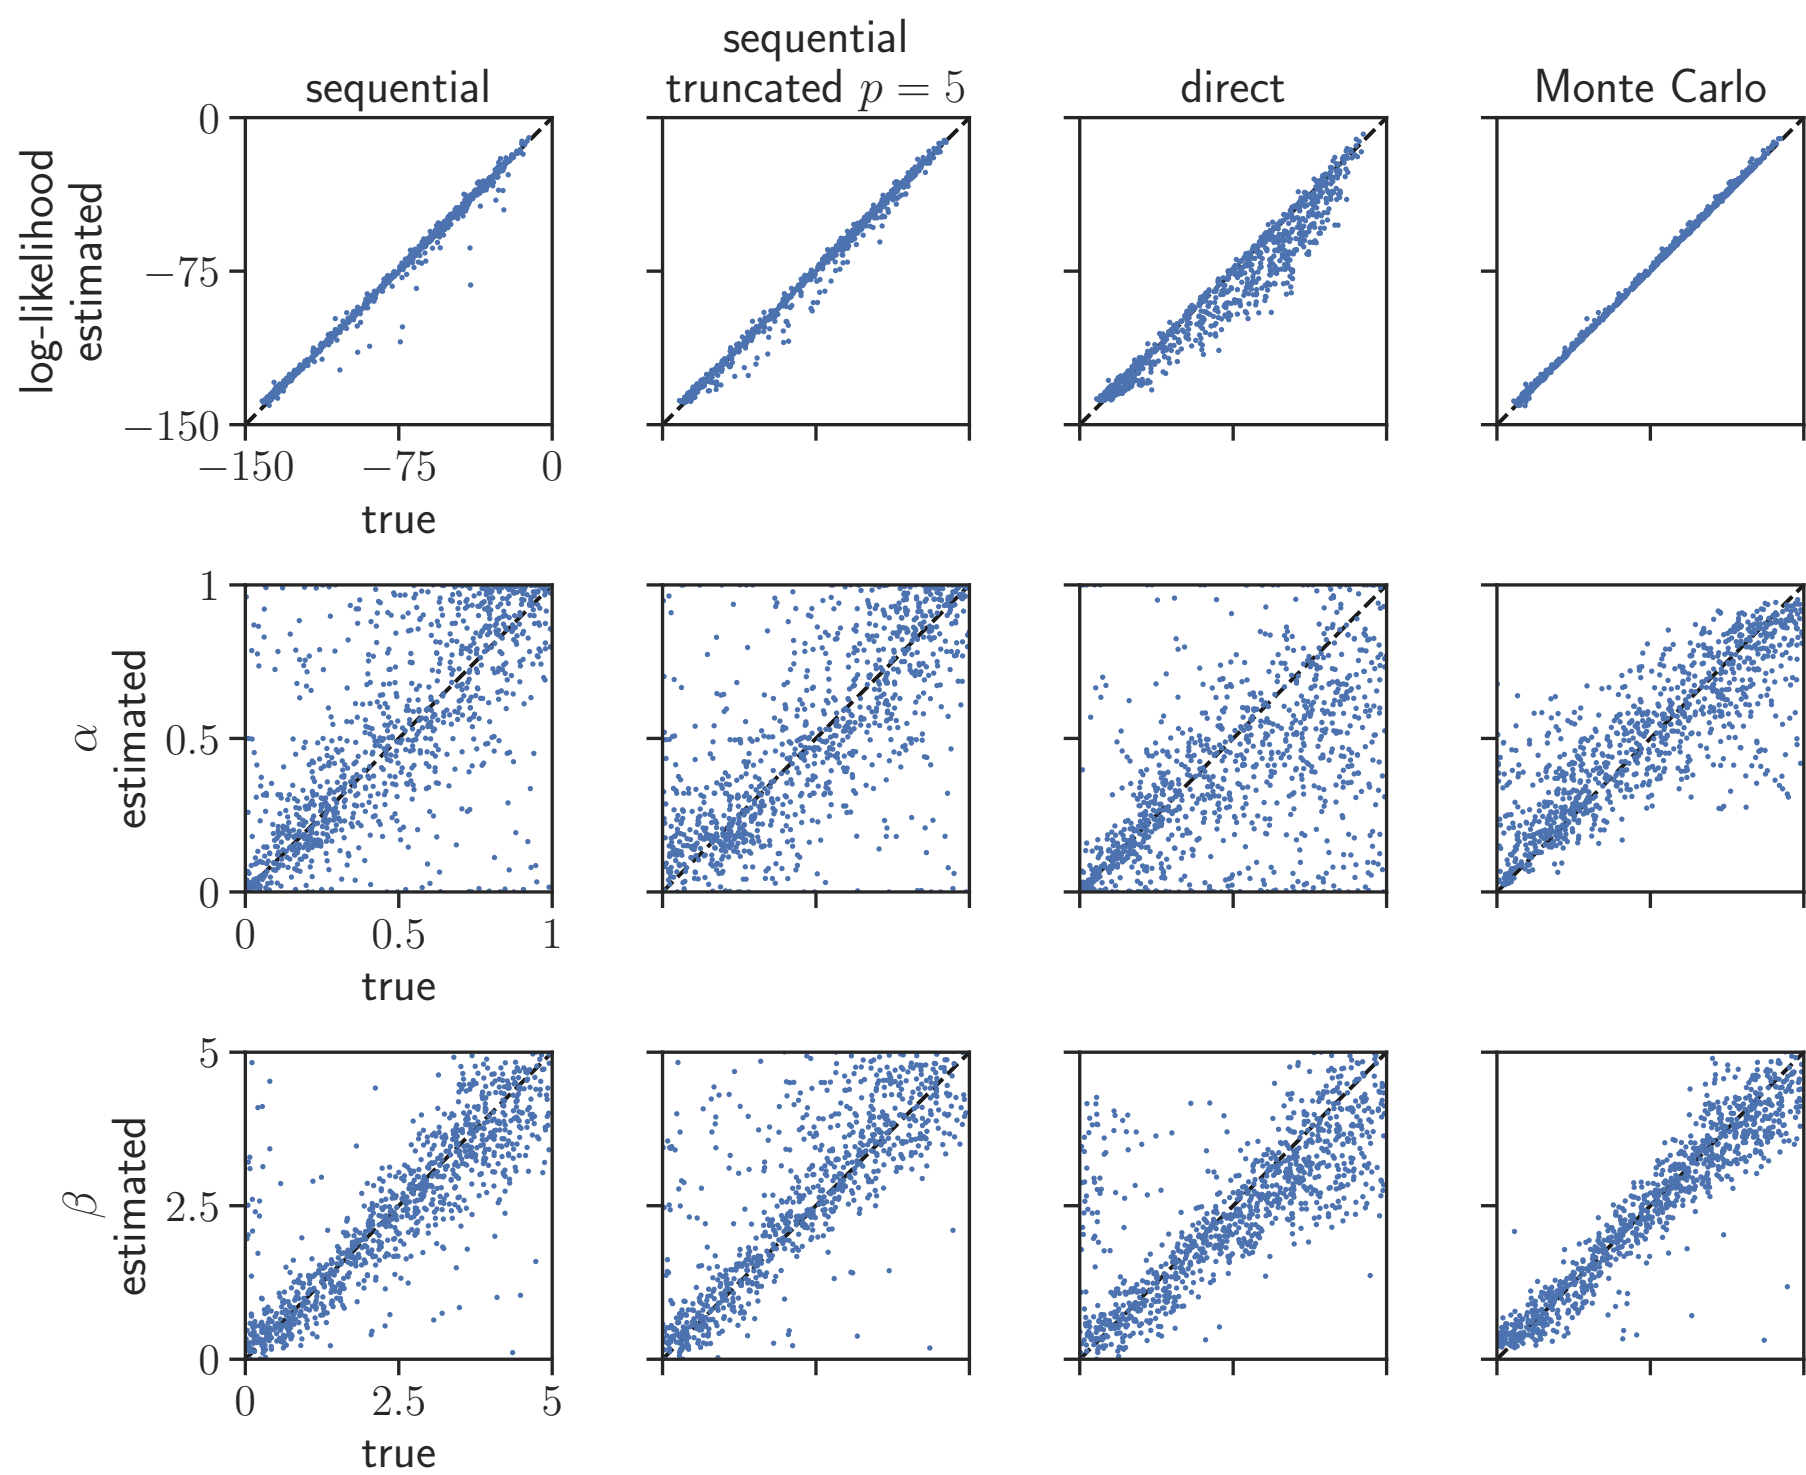 sequential
sequential
truncated p = 5
direct
Monte Carlo
log-likelihood
estimated
0
−75
−150
−150 −75 0
true
α
estimated
1
0.5
0
0 0.5 1
true
β
estimated
5
2.5
0
0 2.5 5
true